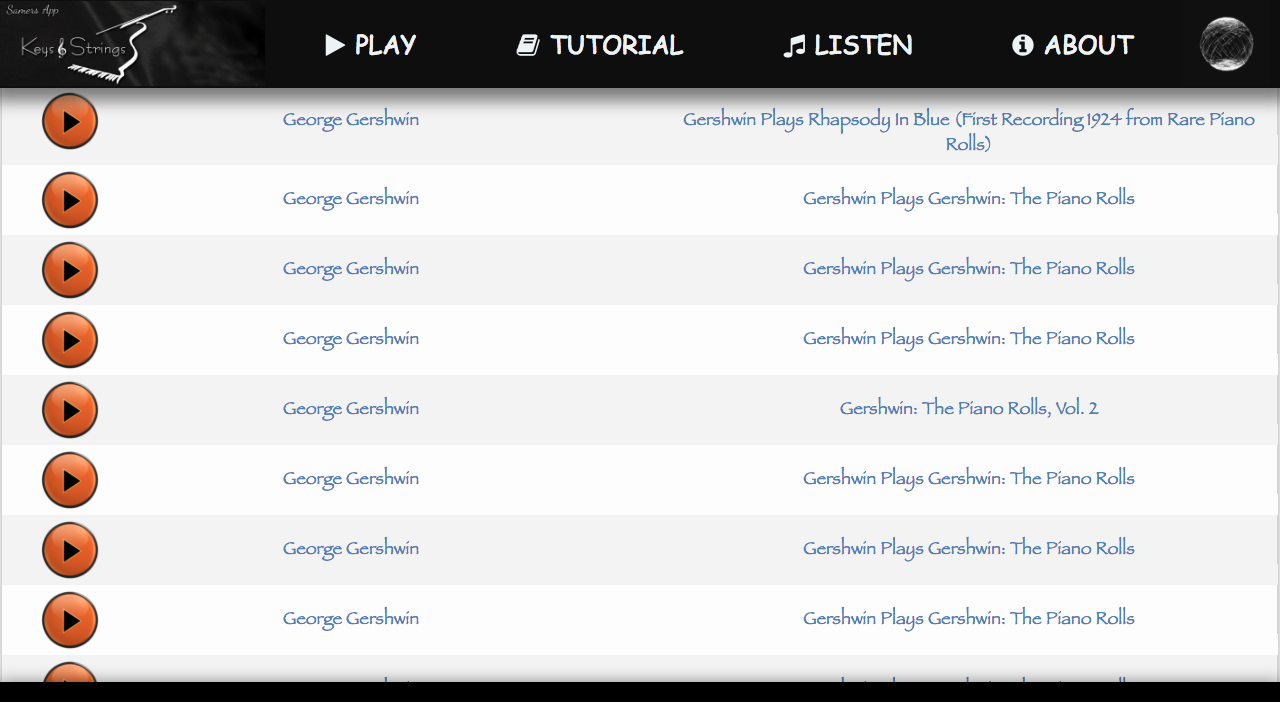 Samers App
Keys & Strings
PLAY
TUTORIAL
LISTEN
ABOUT
George Gershwin
Gershwin Plays Rhapsody In Blue (First Recording 1924 from Rare Piano
Rolls)
George Gershwin
Gershwin Plays Gershwin: The Piano Rolls
George Gershwin
Gershwin Plays Gershwin: The Piano Rolls
George Gershwin
Gershwin Plays Gershwin: The Piano Rolls
George Gershwin
Gershwin: The Piano Rolls, Vol. 2
George Gershwin
Gershwin Plays Gershwin: The Piano Rolls
George Gershwin
Gershwin Plays Gershwin: The Piano Rolls
George Gershwin
Gershwin Plays Gershwin: The Piano Rolls